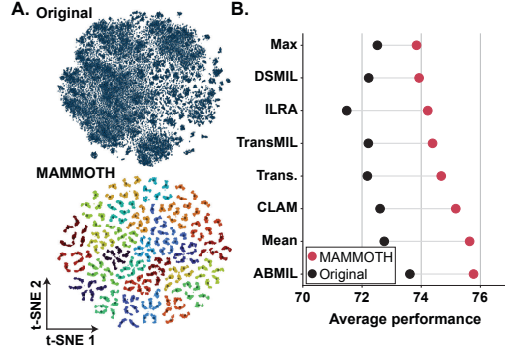 A.
Original
MAMMOTH
t-SNE 2
t-SNE 1
B.
Max
DSMIL
ILRA
TransMIL
Trans.
CLAM
Mean
ABMIL
MAMMOTH
Original
70 72 74 76
Average performance